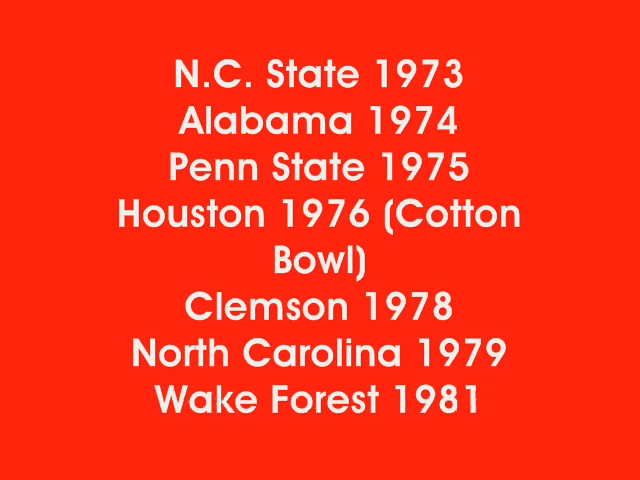 N.C. State 1973
Alabama 1974
Penn State 1975
Houston 1976 (Cotton
Bowl)
Clemson 1978
North Carolina 1979
Wake Forest 1981